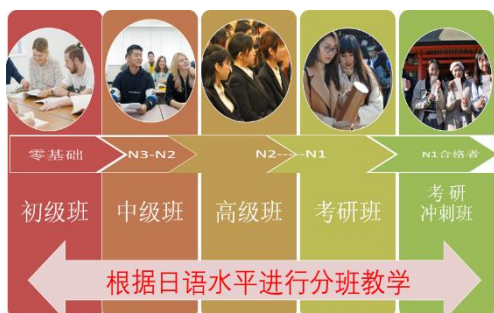 零基础
N3-N2
N2----N1
N1合格者
初级班
中级班
高级班
考研班
考研
冲刺班
根据日语水平进行分班教学